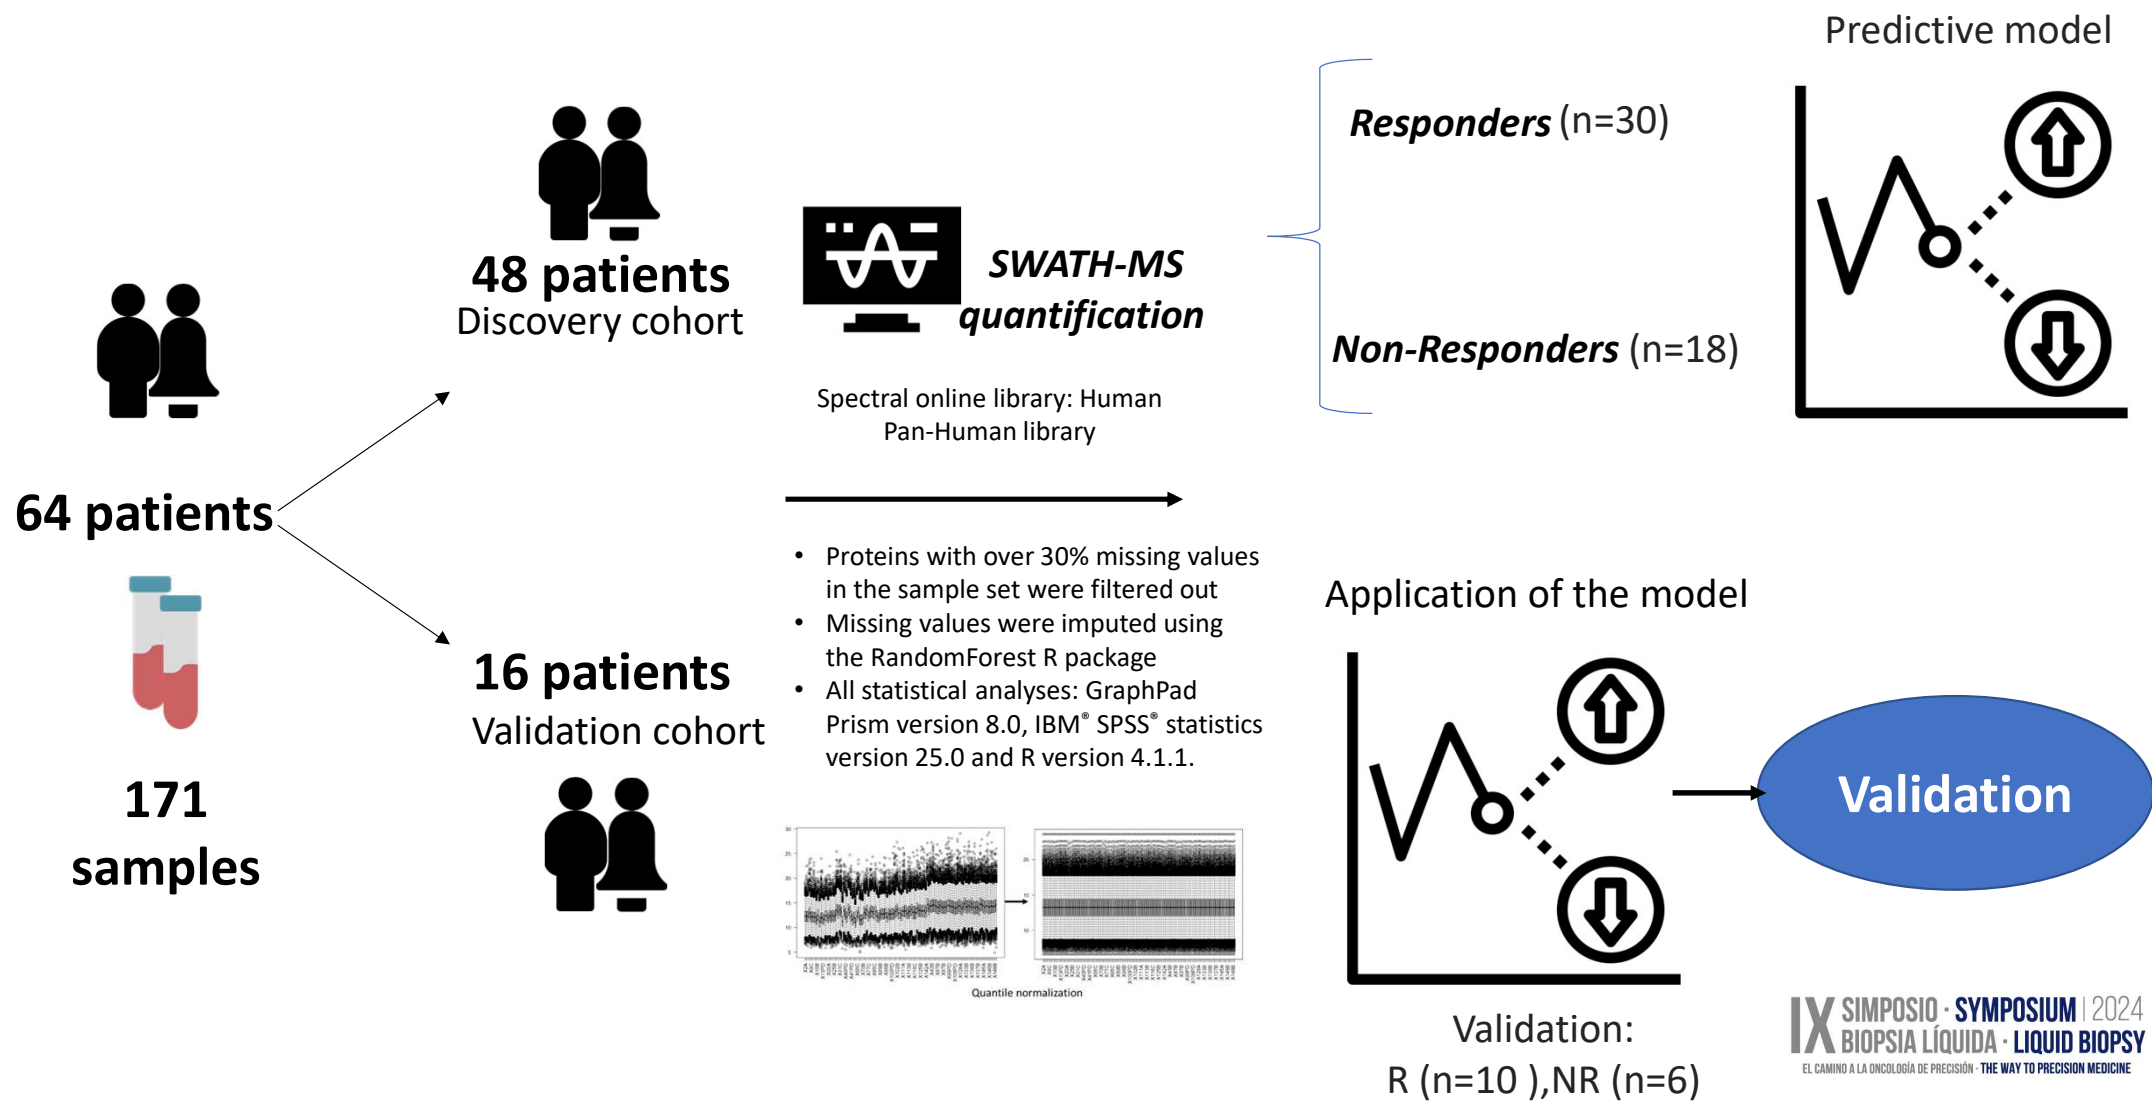 Predictive model
Responders (n=30)
48 patients
Discovery cohort
SWATH-MS
quantification
Non-Responders (n=18)
Spectral online library: Human
Pan-Human library
64 patients
171
samples
16 patients
Validation cohort
• Proteins with over 30% missing values
in the sample set were filtered out
• Missing values were imputed using
the RandomForest R package
• All statistical analyses: GraphPad
Prism version 8.0, IBM® SPSS® statistics
version 25.0 and R version 4.1.1.
Quantile normalization
Application of the model
Validation
Validation:
R (n=10 ),NR (n=6)
IX SIMPOSIO · SYMPOSIUM | 2024
BIOPSIA LÍQUIDA · LIQUID BIOPSY
EL CAMINO A LA ONCOLOGÍA DE PRECISIÓN · THE WAY TO PRECISION MEDICINE